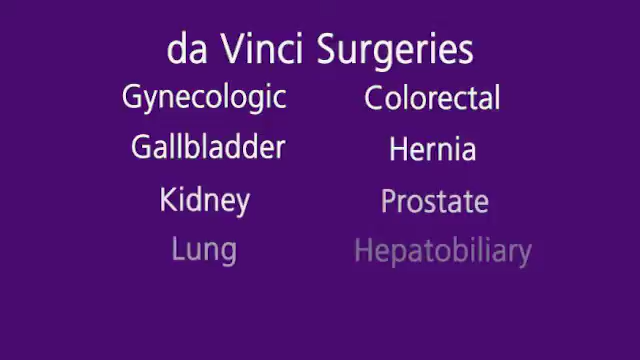 da Vinci Surgeries
Gynecologic Colorectal
Gallbladder Hernia
Kidney Prostate
Lung Hepatobiliary